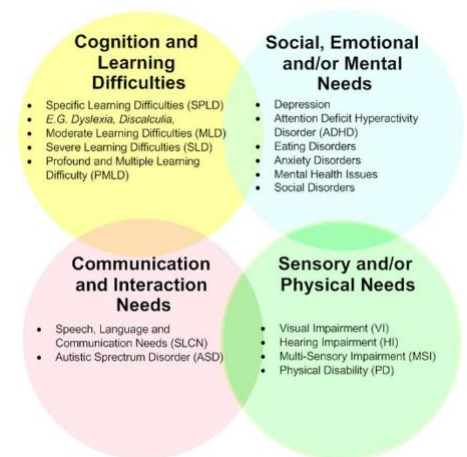 Cognition and
Learning
Difficulties
• Specific Learning Difficulties (SPLD)
• E.G. Dyslexia, Discalculia,
• Moderate Learning Difficulties (MLD)
• Severe Learning Difficulties (SLD)
• Profound and Multiple Learning
Difficulty (PMLD)
Social, Emotional
and/or Mental
Needs
• Depression
• Attention Deficit Hyperactivity
Disorder (ADHD)
• Eating Disorders
• Anxiety Disorders
• Mental Health Issues
• Social Disorders
Communication
and Interaction
Needs
• Speech, Language and
Communication Needs (SLCN)
• Autistic Sprectrum Disorder (ASD)
Sensory and/or
Physical Needs
• Visual Impairment (VI)
• Hearing Impairment (HI)
• Multi-Sensory Impairment (MSI)
• Physical Disability (PD)